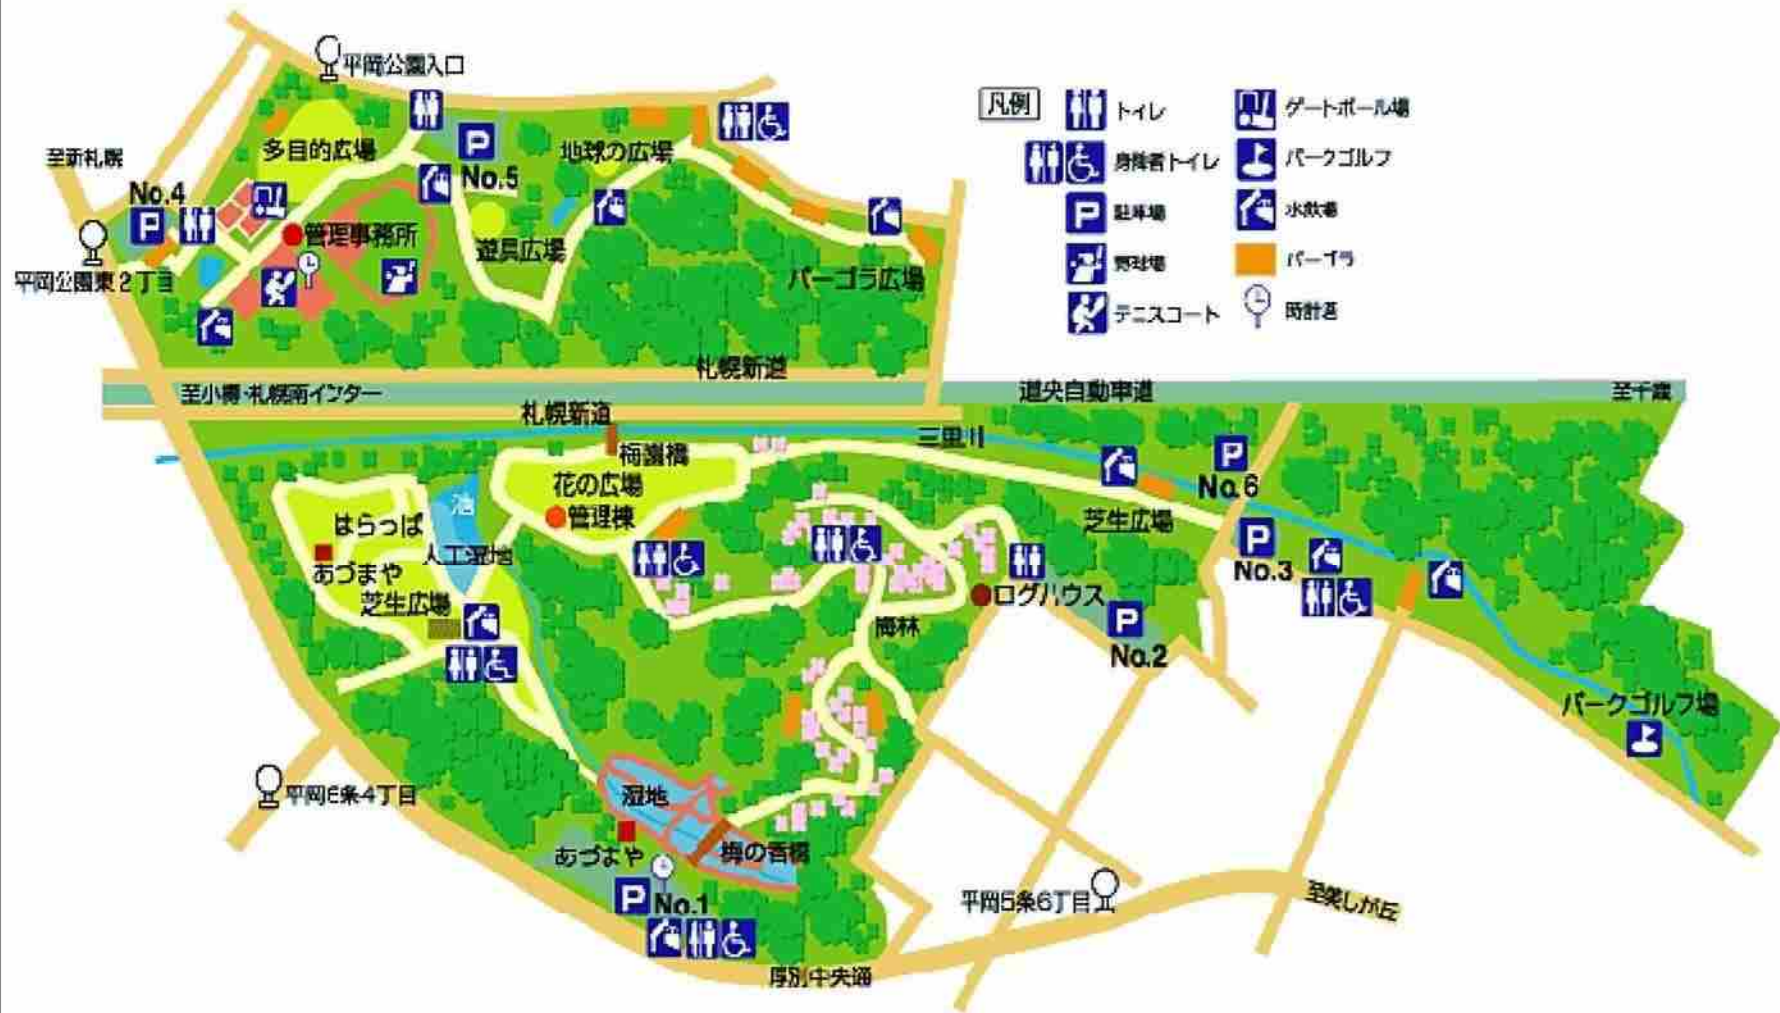 平岡公園入口
至新札幌
多目的広場
地球の広場
No.4
No.5
管理事務所
遊具広場
平岡公園東2丁目
パーゴラ広場
凡例
トイレ
ゲートボール場
身障者トイレ
パークゴルフ
駐車場
水飲場
野球場
パーゴラ
テニスコート
時計塔
札幌新道
至小樽・札幌南インター
道央自動車道
至千歳
札幌新道
三里川
梅園橋
花の広場
管理棟
池
はらっぱ
人工湿地
あづまや
芝生広場
No.6
芝生広場
No.3
ログハウス
梅林
No.2
パークゴルフ場
平岡6条4丁目
湿地
あづまや
梅の香橋
No.1
平岡5条6丁目
至美しが丘
厚別中央通